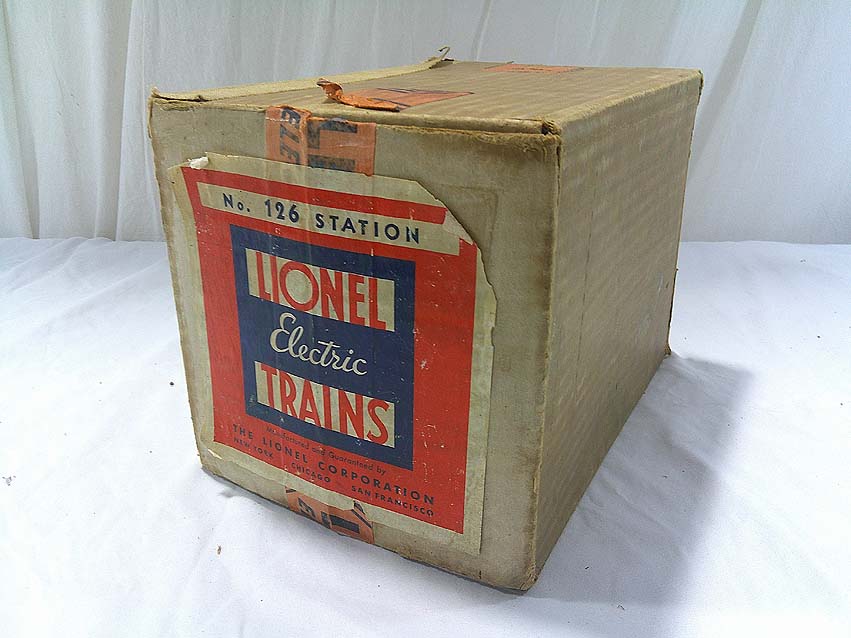 No. 126 STATION
LIONEL
Electric
TRAINS
Manufactured and Guaranteed by
THE LIONEL CORPORATION
NEW YORK CHICAGO SAN FRANCISCO